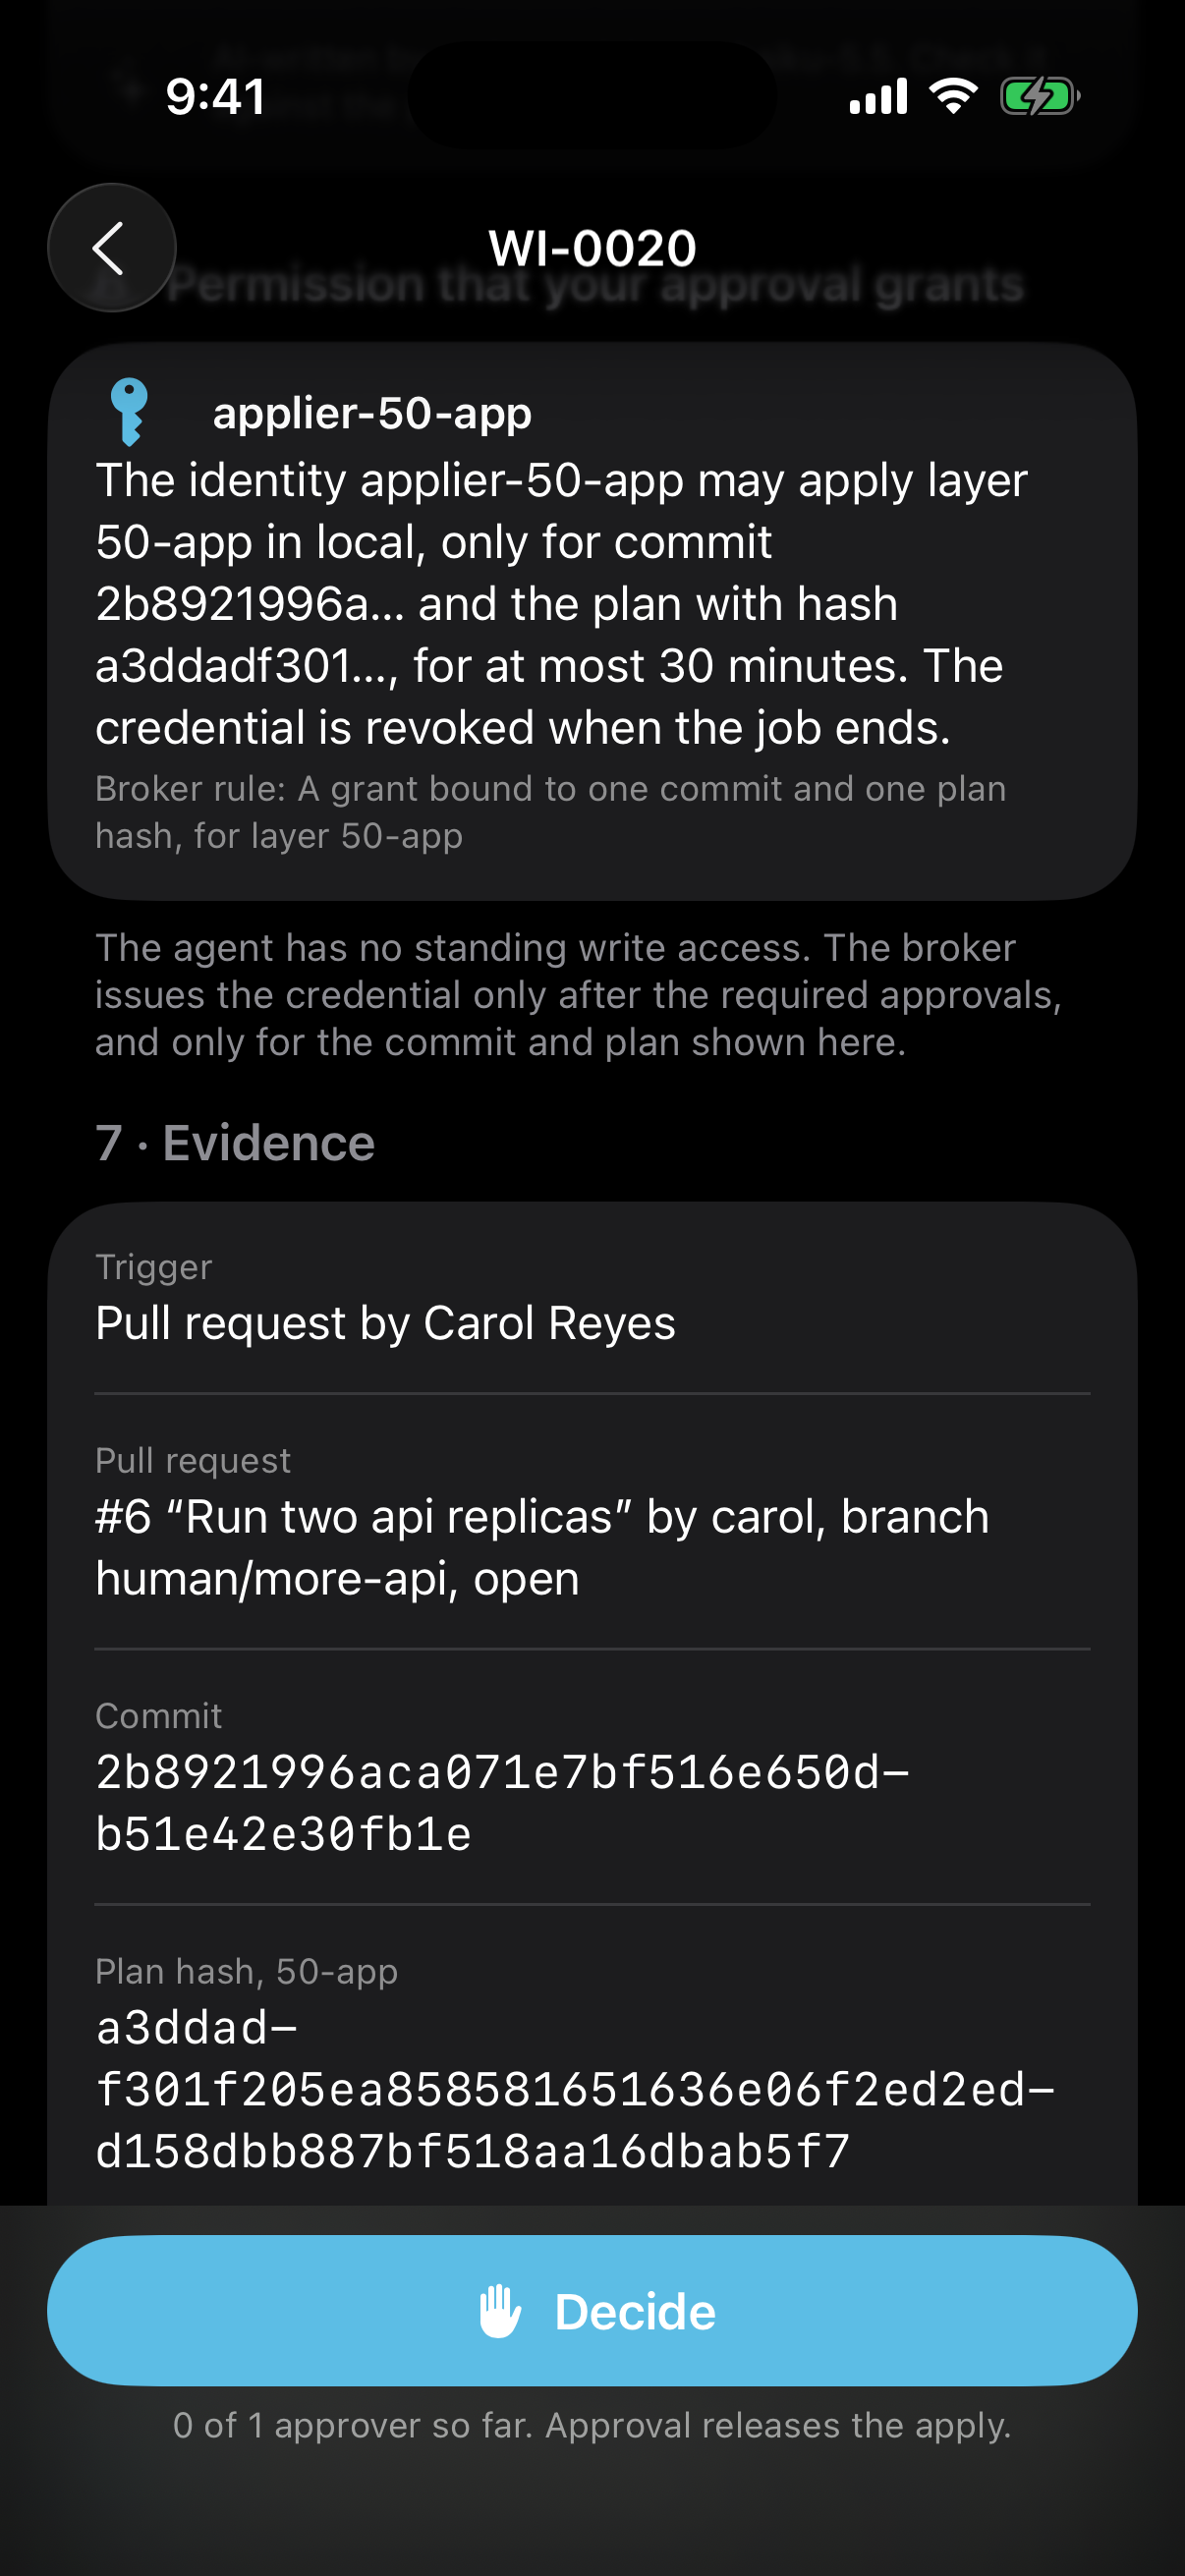 9:41
WI-0020
Permission that your approval grants
applier-50-app
The identity applier-50-app may apply layer
50-app in local, only for commit
2b8921996a... and the plan with hash
a3ddadf301..., for at most 30 minutes. The
credential is revoked when the job ends.
Broker rule: A grant bound to one commit and one plan
hash, for layer 50-app
The agent has no standing write access. The broker
issues the credential only after the required approvals,
and only for the commit and plan shown here.
7 · Evidence
Trigger
Pull request by Carol Reyes
Pull request
#6 “Run two api replicas” by carol, branch
human/more-api, open
Commit
2b8921996aca071e7bf516e650d-
b51e42e30fb1e
Plan hash, 50-app
a3ddad-
f301f205ea858581651636e06f2ed2ed-
d158dbb887bf518aa16dbab5f7
Decide
0 of 1 approver so far. Approval releases the apply.